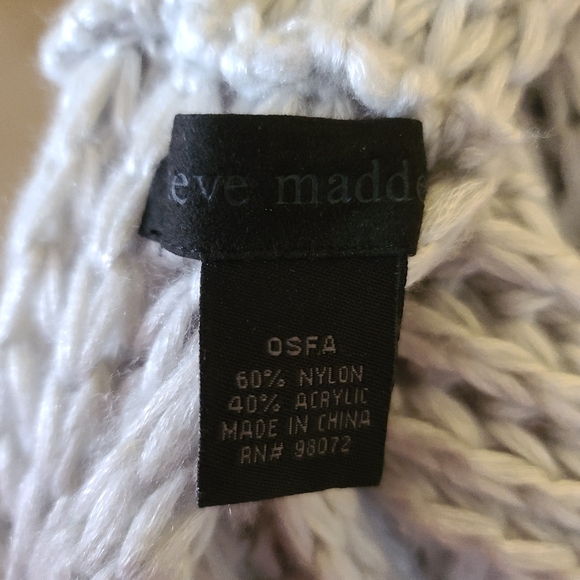 eve madde
OSFA
60% NYLON
40% ACRYLIC
MADE IN CHINA
RN# 98072